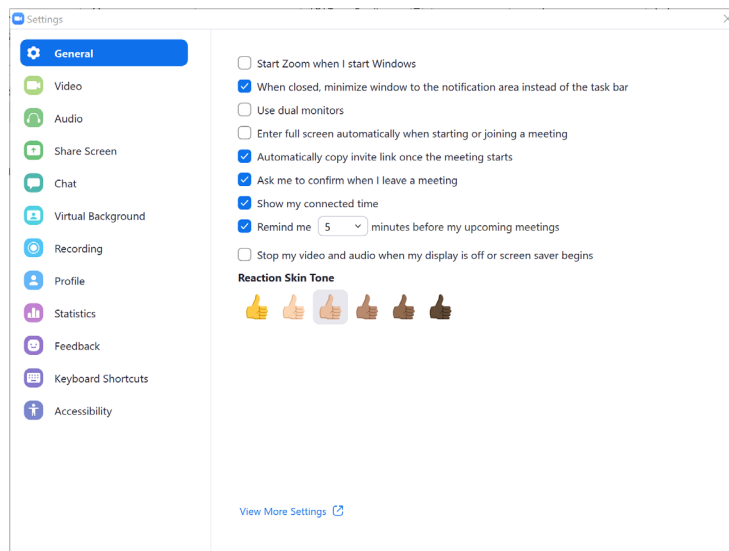 Settings
General
Video
Audio
Share Screen
Chat
Virtual Background
Recording
Profile
Statistics
Feedback
Keyboard Shortcuts
Accessibility
Start Zoom when I start Windows
When closed, minimize window to the notification area instead of the task bar
Use dual monitors
Enter full screen automatically when starting or joining a meeting
Automatically copy invite link once the meeting starts
Ask me to confirm when I leave a meeting
Show my connected time
Remind me 5 minutes before my upcoming meetings
Stop my video and audio when my display is off or screen saver begins
Reaction Skin Tone
View More Settings